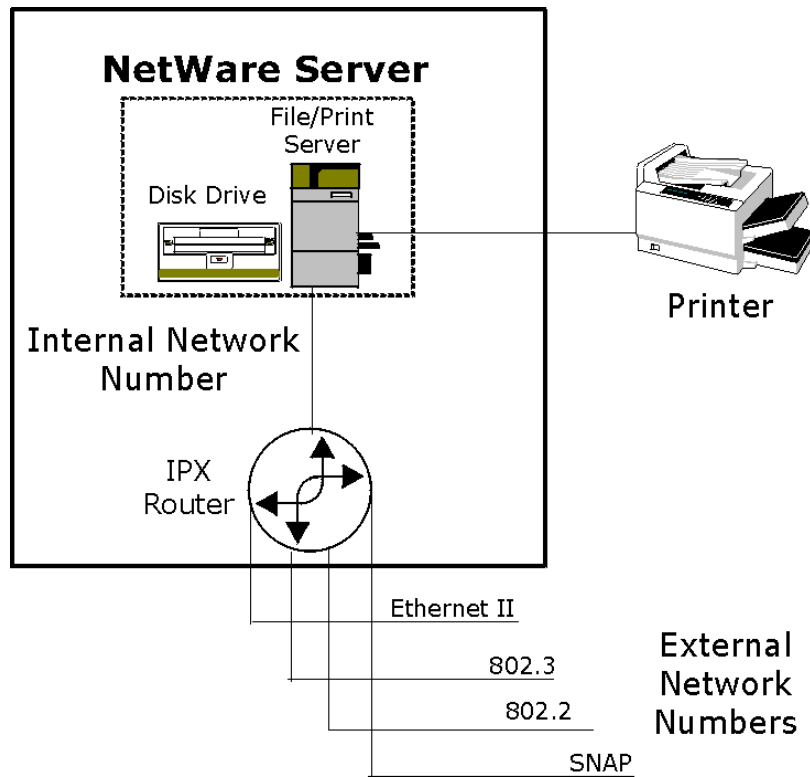 NetWare Server
File/Print
Server
Disk Drive
Printer
Internal Network
Number
IPX
Router
Ethernet II
802.3
802.2
SNAP
External
Network
Numbers